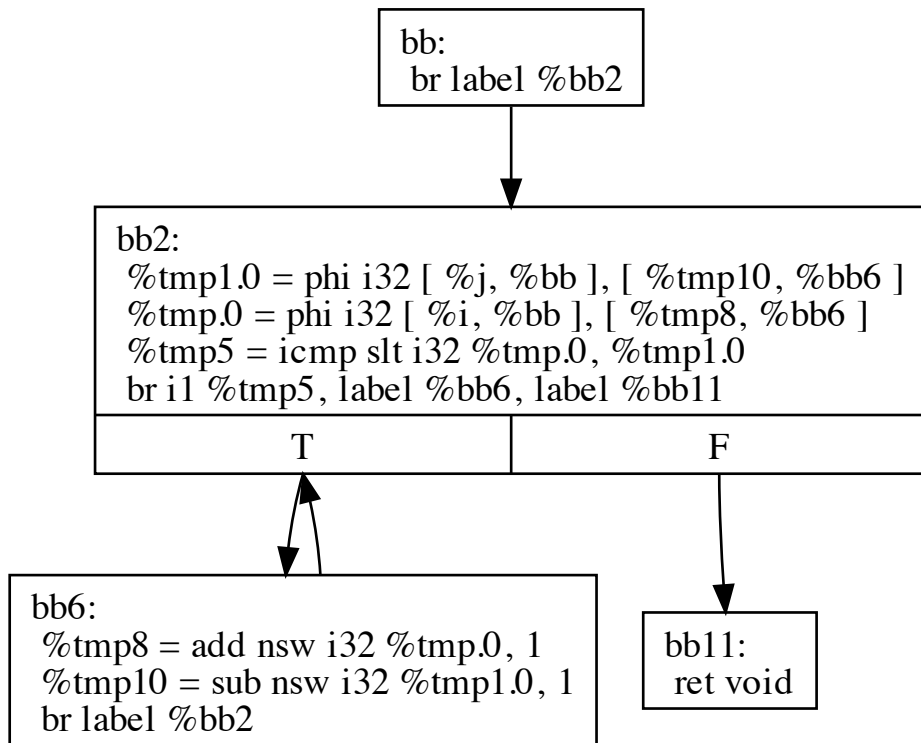 bb:
br label %bb2
bb2:
%tmp1.0 = phi i32 [ %j, %bb ], [ %tmp10, %bb6 ]
%tmp.0 = phi i32 [ %i, %bb ], [ %tmp8, %bb6 ]
%tmp5 = icmp slt i32 %tmp.0, %tmp1.0
br i1 %tmp5, label %bb6, label %bb11
T F
bb6:
%tmp8 = add nsw i32 %tmp.0, 1
%tmp10 = sub nsw i32 %tmp1.0, 1
br label %bb2
bb11:
ret void